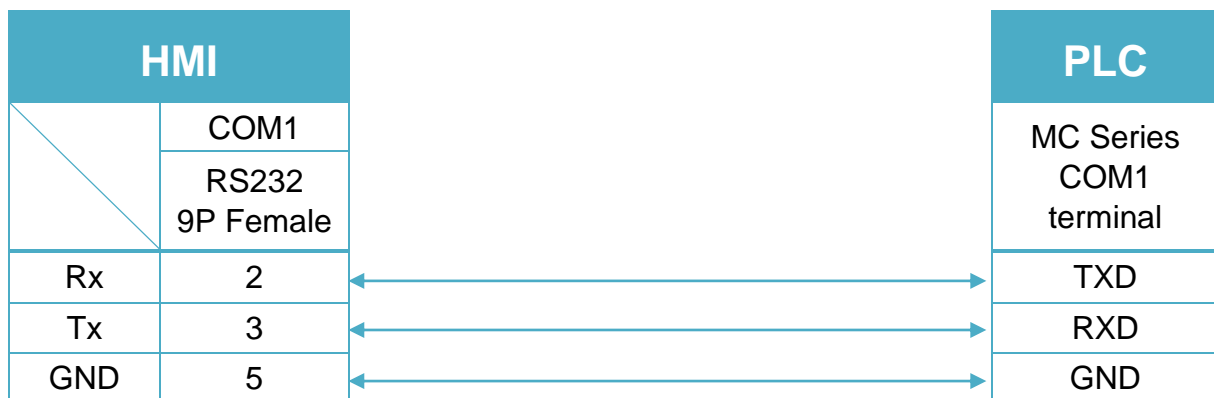 HMI
PLC
COM1
RS232
9P Female
MC Series
COM1
terminal
Rx 2 TXD
Tx 3 RXD
GND 5 GND